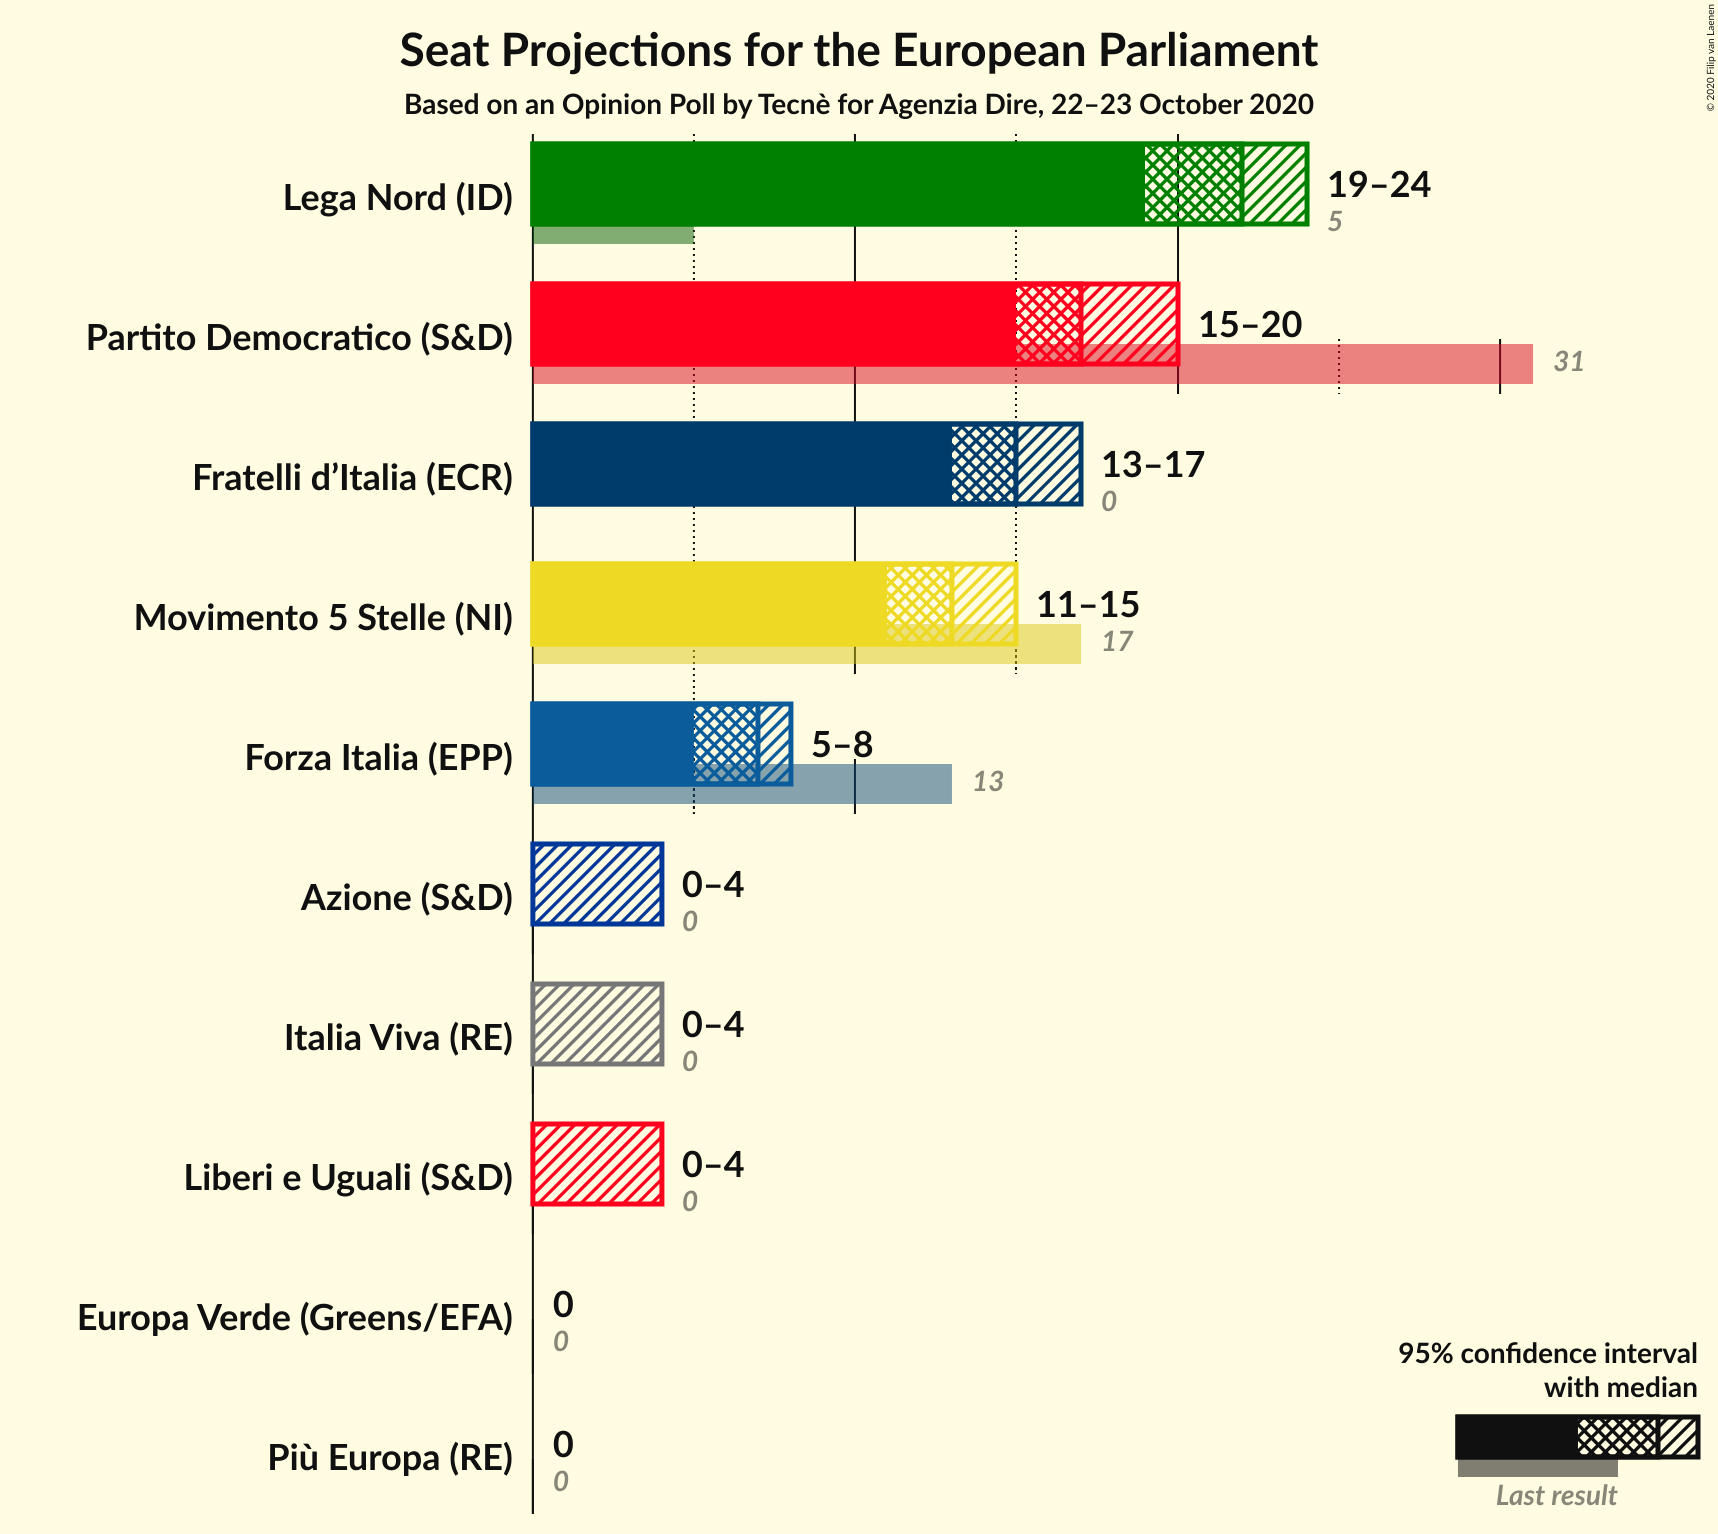 Seat Projections for the European Parliament
Based on an Opinion Poll by Tecnè for Agenzia Dire, 22–23 October 2020
© 2020 Filip van Laenen
Lega Nord (ID)
19–24
5
Partito Democratico (S&D)
15–20
31
Fratelli d’Italia (ECR)
13–17
0
Movimento 5 Stelle (NI)
11–15
17
Forza Italia (EPP)
5–8
13
Azione (S&D)
0–4
0
Italia Viva (RE)
0–4
0
Liberi e Uguali (S&D)
0–4
0
Europa Verde (Greens/EFA)
0
0
Più Europa (RE)
0
0
95% confidence interval
with median
Last result